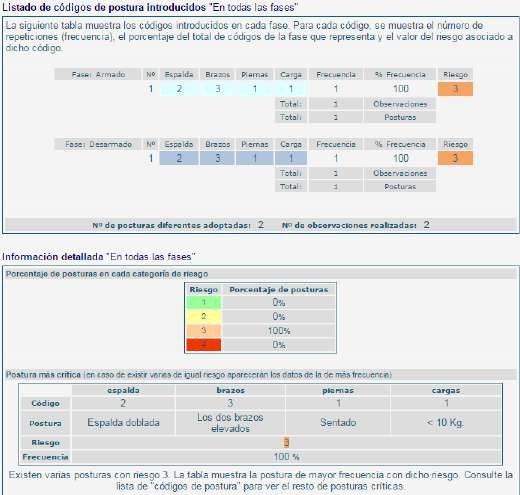 Listado de códigos de postura introducidos "En todas las fases"
La siguiente tabla muestra los códigos introducidos en cada fase. Para cada código, se muestra el número de
repeticiones (frecuencia), el porcentaje del total de códigos de la fase que representa y el valor del riesgo asociado a
dicho código.
Fase: Armado Nº Espalda Brazos Piernas Carga Frecuencia % Frecuencia Riesgo
1 2 3 1 1 1 100 3
Total: 1 Observaciones
Total: 1 Posturas
Fase: Desarmado Nº Espalda Brazos Piernas Carga Frecuencia % Frecuencia Riesgo
1 2 3 1 1 1 100 3
Total: 1 Observaciones
Total: 1 Posturas
Nº de posturas diferentes adoptadas: 2 Nº de observaciones realizadas: 2
Información detallada "En todas las fases"
Porcentaje de posturas en cada categoría de riesgo
Riesgo Porcentaje de posturas
1 0%
2 0%
3 100%
4 0%
Postura más crítica (en caso de existir varias de igual riesgo aparecerán los datos de la de más frecuencia)
espalda brazos piernas cargas
Código 2 3 1 1
Postura Espalda doblada Los dos brazos elevados Sentado < 10 Kg.
Riesgo 3
Frecuencia 100 %
Existen varias posturas con riesgo 3. La tabla muestra la postura de mayor frecuencia con dicho riesgo. Consulte la
lista de "códigos de postura" para ver el resto de posturas críticas.